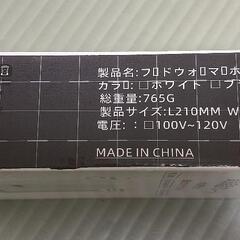 製品名:フ▯ドウォ▯マ▯ホ
カラ▯:▢ホワイト ▢ブラ
総重量:765G
製品サイズ:L210MM W
電圧::▢100V~120V
MADE IN CHINA